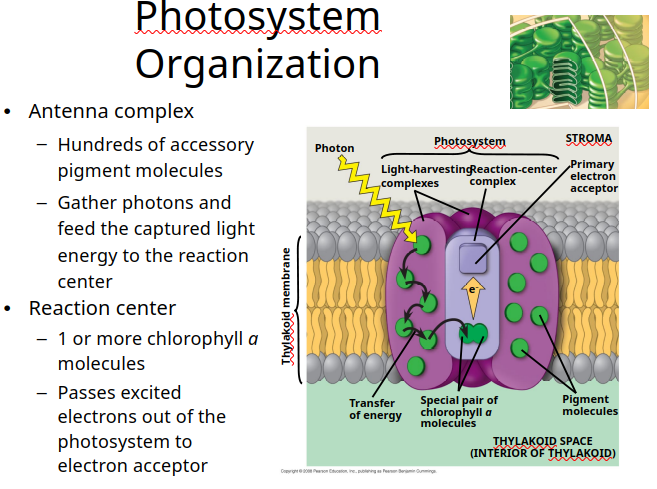 Photosystem
Organization
• Antenna complex
– Hundreds of accessory
pigment molecules
– Gather photons and
feed the captured light
energy to the reaction
center
• Reaction center
– 1 or more chlorophyll a
molecules
– Passes excited
electrons out of the
photosystem to
electron acceptor
Photosystem
STROMA
Photon
Light-harvesting
complexes
Reaction-center
complex
Primary
electron
acceptor
Thylakoid membrane
e-
Transfer
of energy
Special pair of
chlorophyll a
molecules
Pigment
molecules
THYLAKOID SPACE
(INTERIOR OF THYLAKOID)
Copyright © 2008 Pearson Education, Inc., publishing as Pearson Benjamin Cummings.